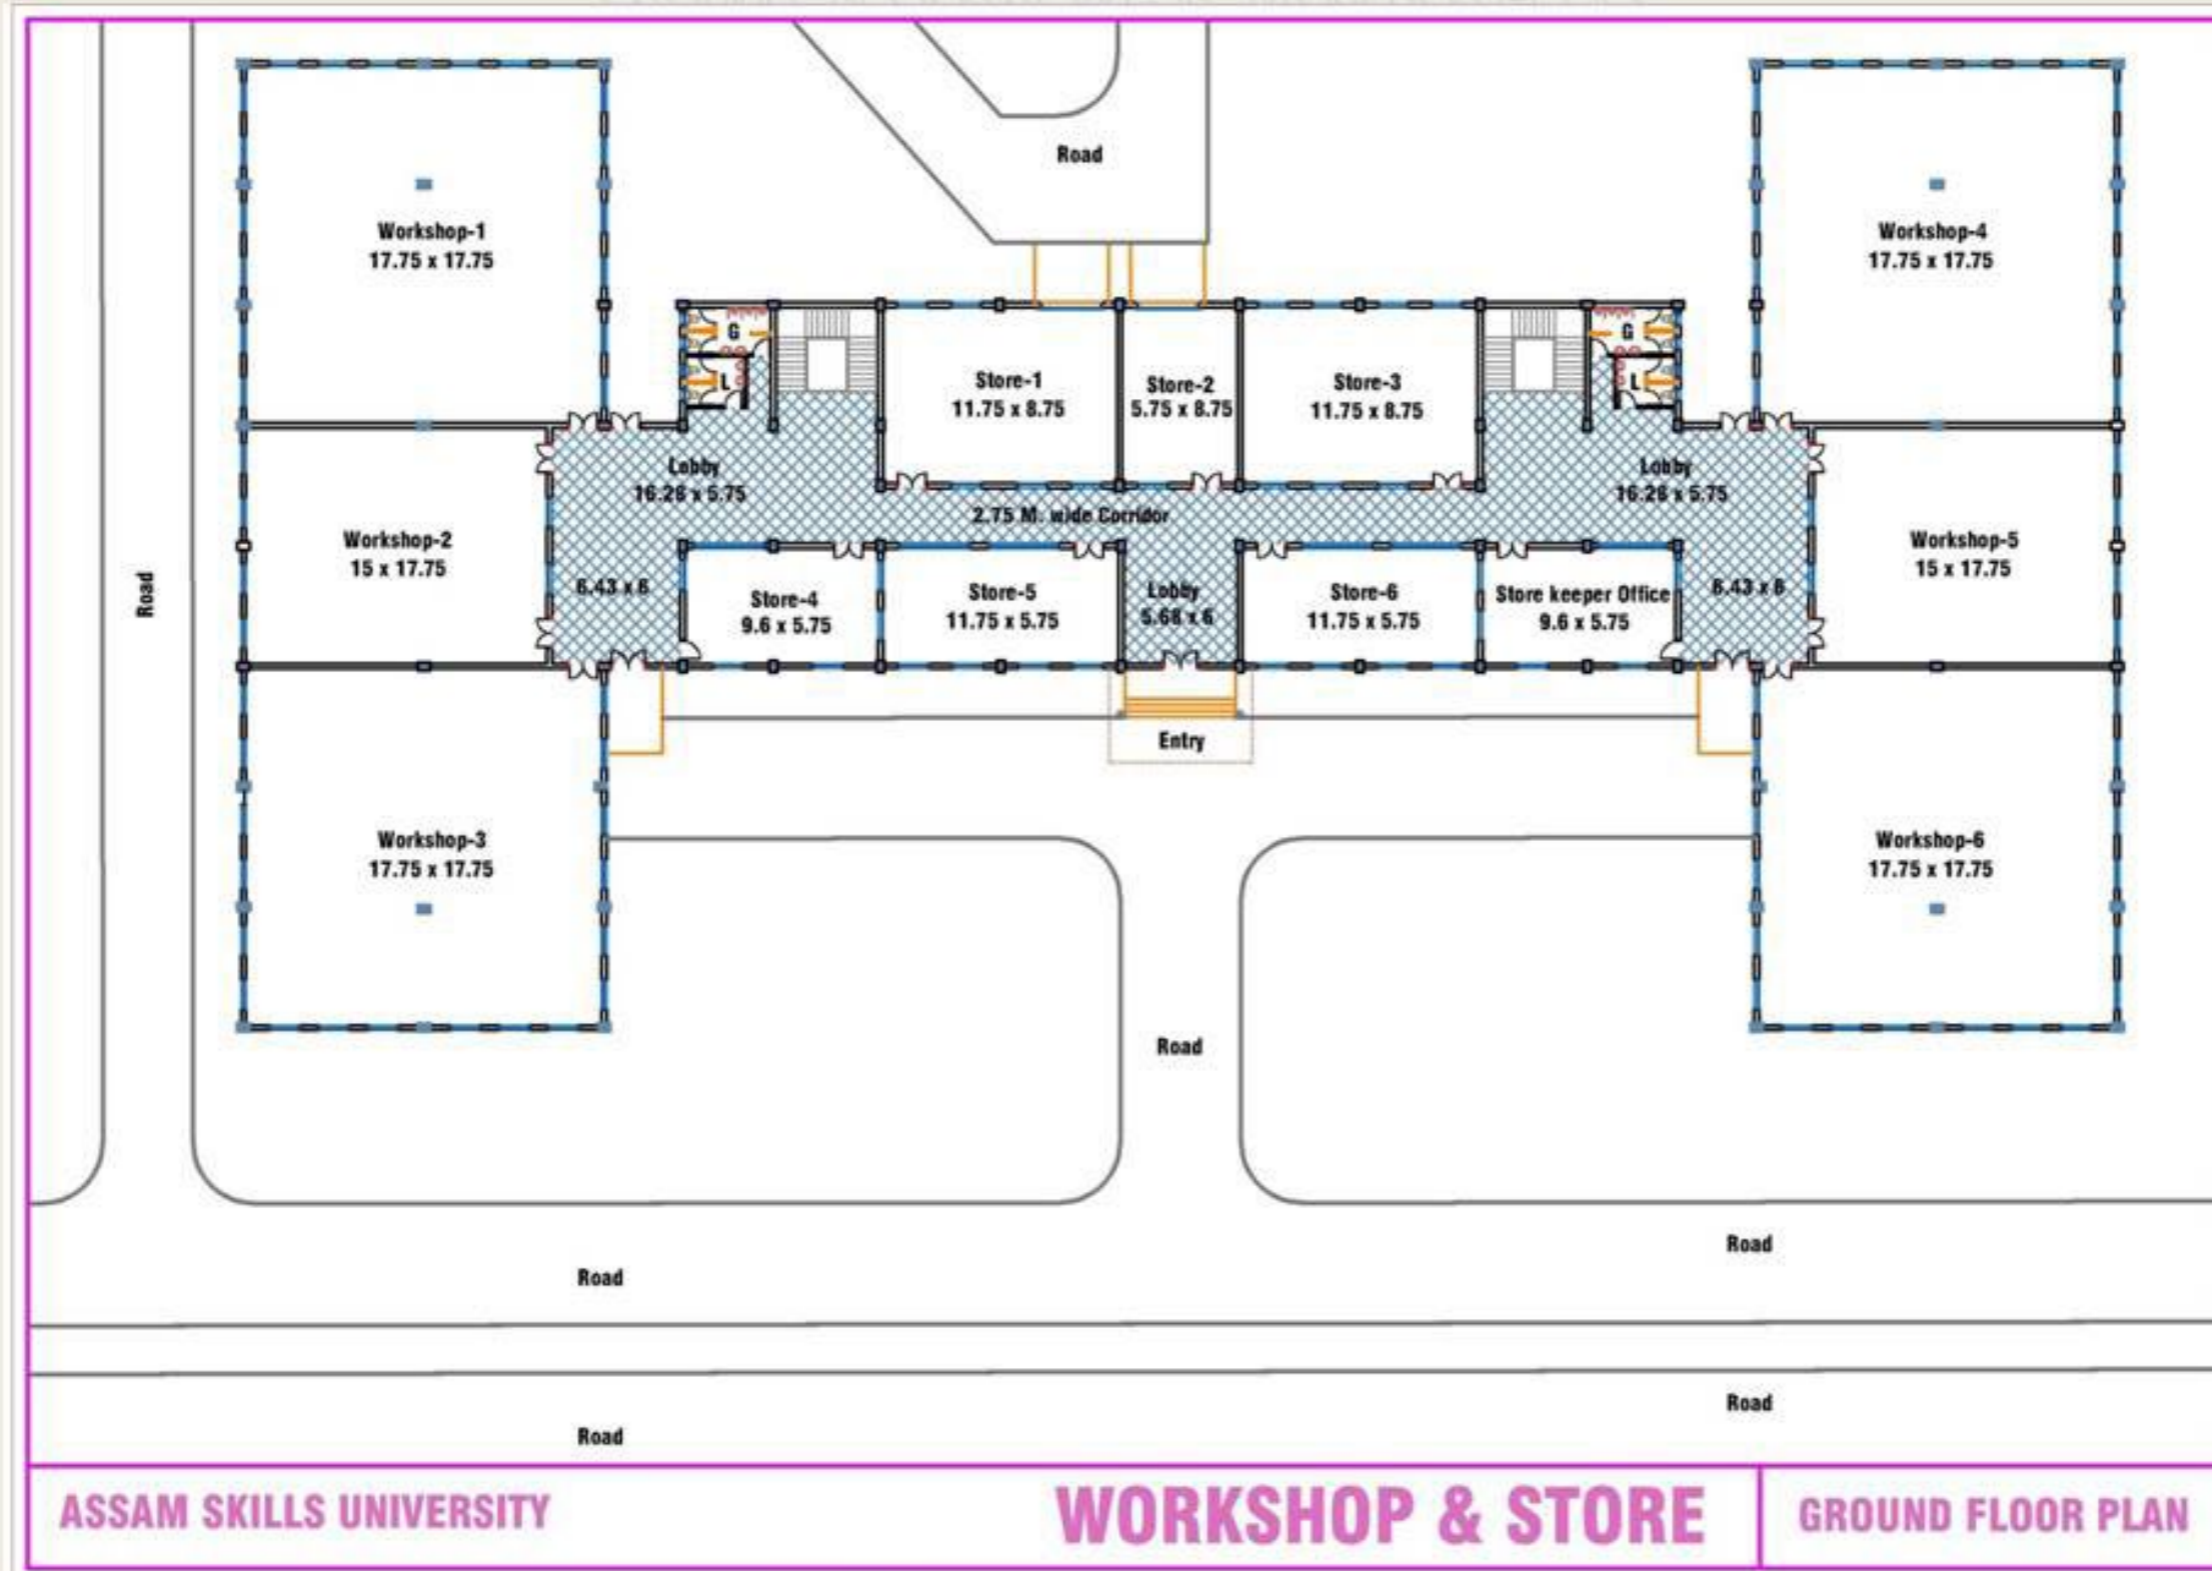 Road
Workshop-1
17.75 x 17.75
Workshop-4
17.75 x 17.75
G
L
Store-1
11.75 x 8.75
Store-2
5.75 x 8.75
Store-3
11.75 x 8.75
G
L
Lobby
16.28 x 5.75
2.75 M. wide Corridor
Lobby
16.28 x 5.75
Road
Workshop-2
15 x 17.75
6.43 x 6
Store-4
9.6 x 5.75
Store-5
11.75 x 5.75
Lobby
5.68 x 6
Store-6
11.75 x 5.75
Store keeper Office
9.6 x 5.75
6.43 x 6
Workshop-5
15 x 17.75
Entry
Workshop-3
17.75 x 17.75
Workshop-6
17.75 x 17.75
Road
Road
Road
Road
Road
ASSAM SKILLS UNIVERSITY
WORKSHOP & STORE
GROUND FLOOR PLAN